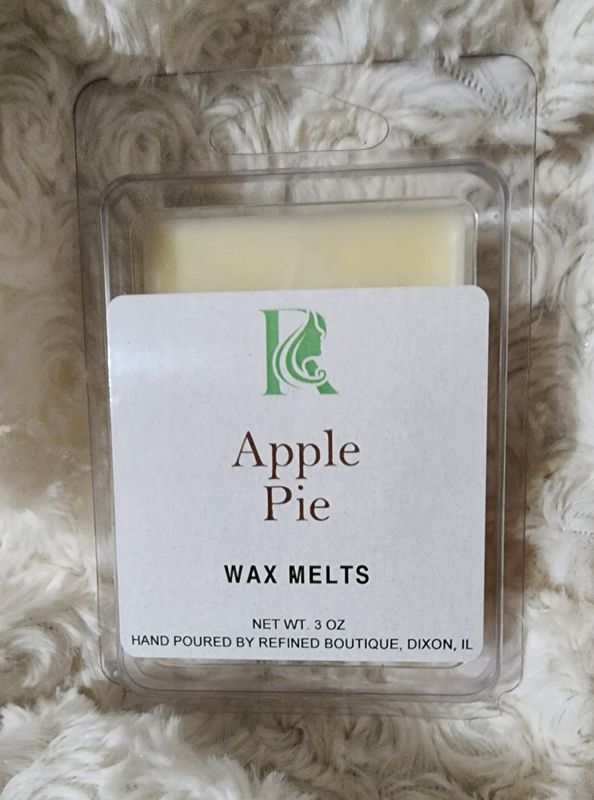 R
Apple
Pie
WAX MELTS
NET WT. 3 OZ
HAND POURED BY REFINED BOUTIQUE, DIXON, IL